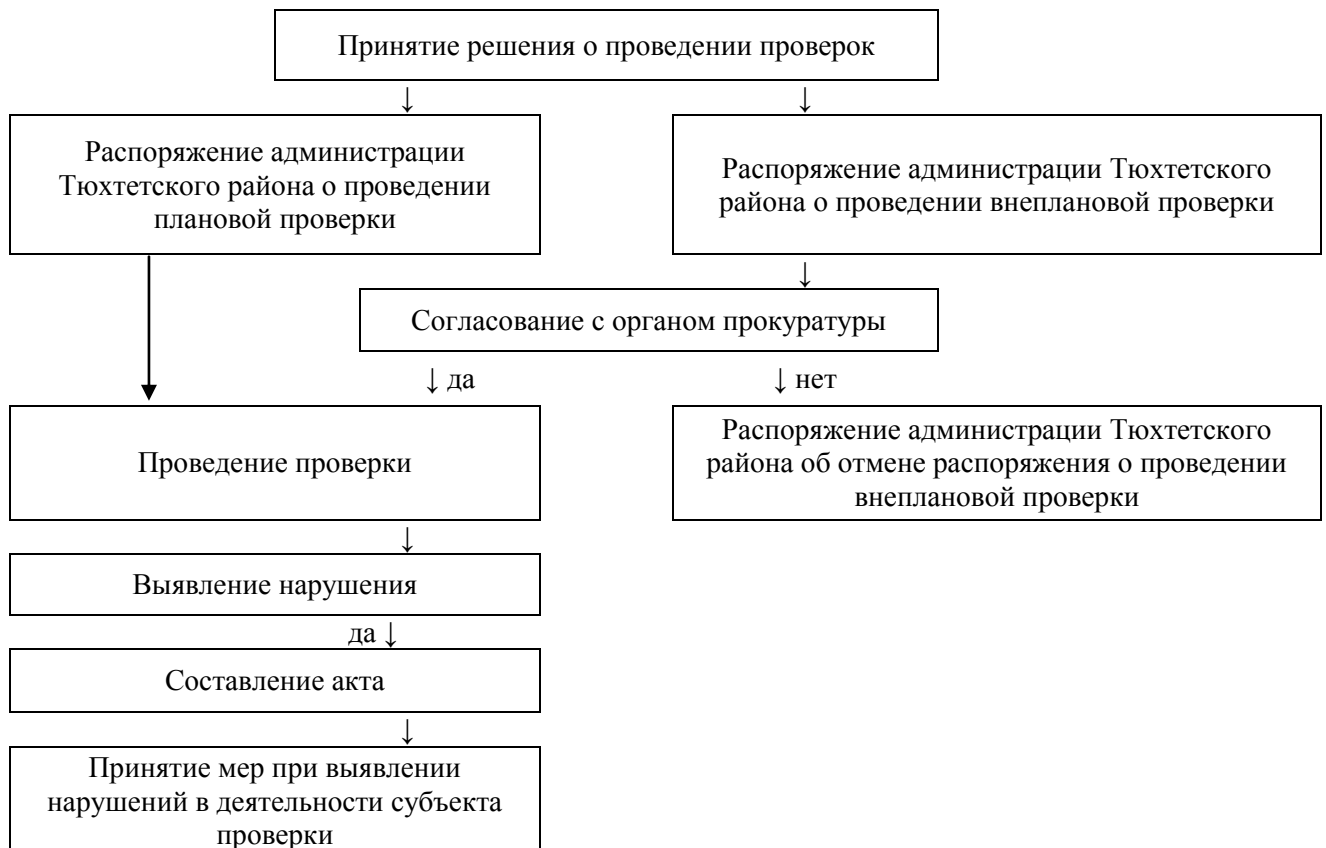 Принятие решения о проведении проверок
↓ ↓
Распоряжение администрации
Тюхтетского района о проведении
плановой проверки
Распоряжение администрации Тюхтетского
района о проведении внеплановой проверки
↓
Согласование с органом прокуратуры
↓ да ↓ нет
Проведение проверки
Распоряжение администрации Тюхтетского
района об отмене распоряжения о проведении
внеплановой проверки
↓
Выявление нарушения
да ↓
Составление акта
↓
Принятие мер при выявлении
нарушений в деятельности субъекта
проверки